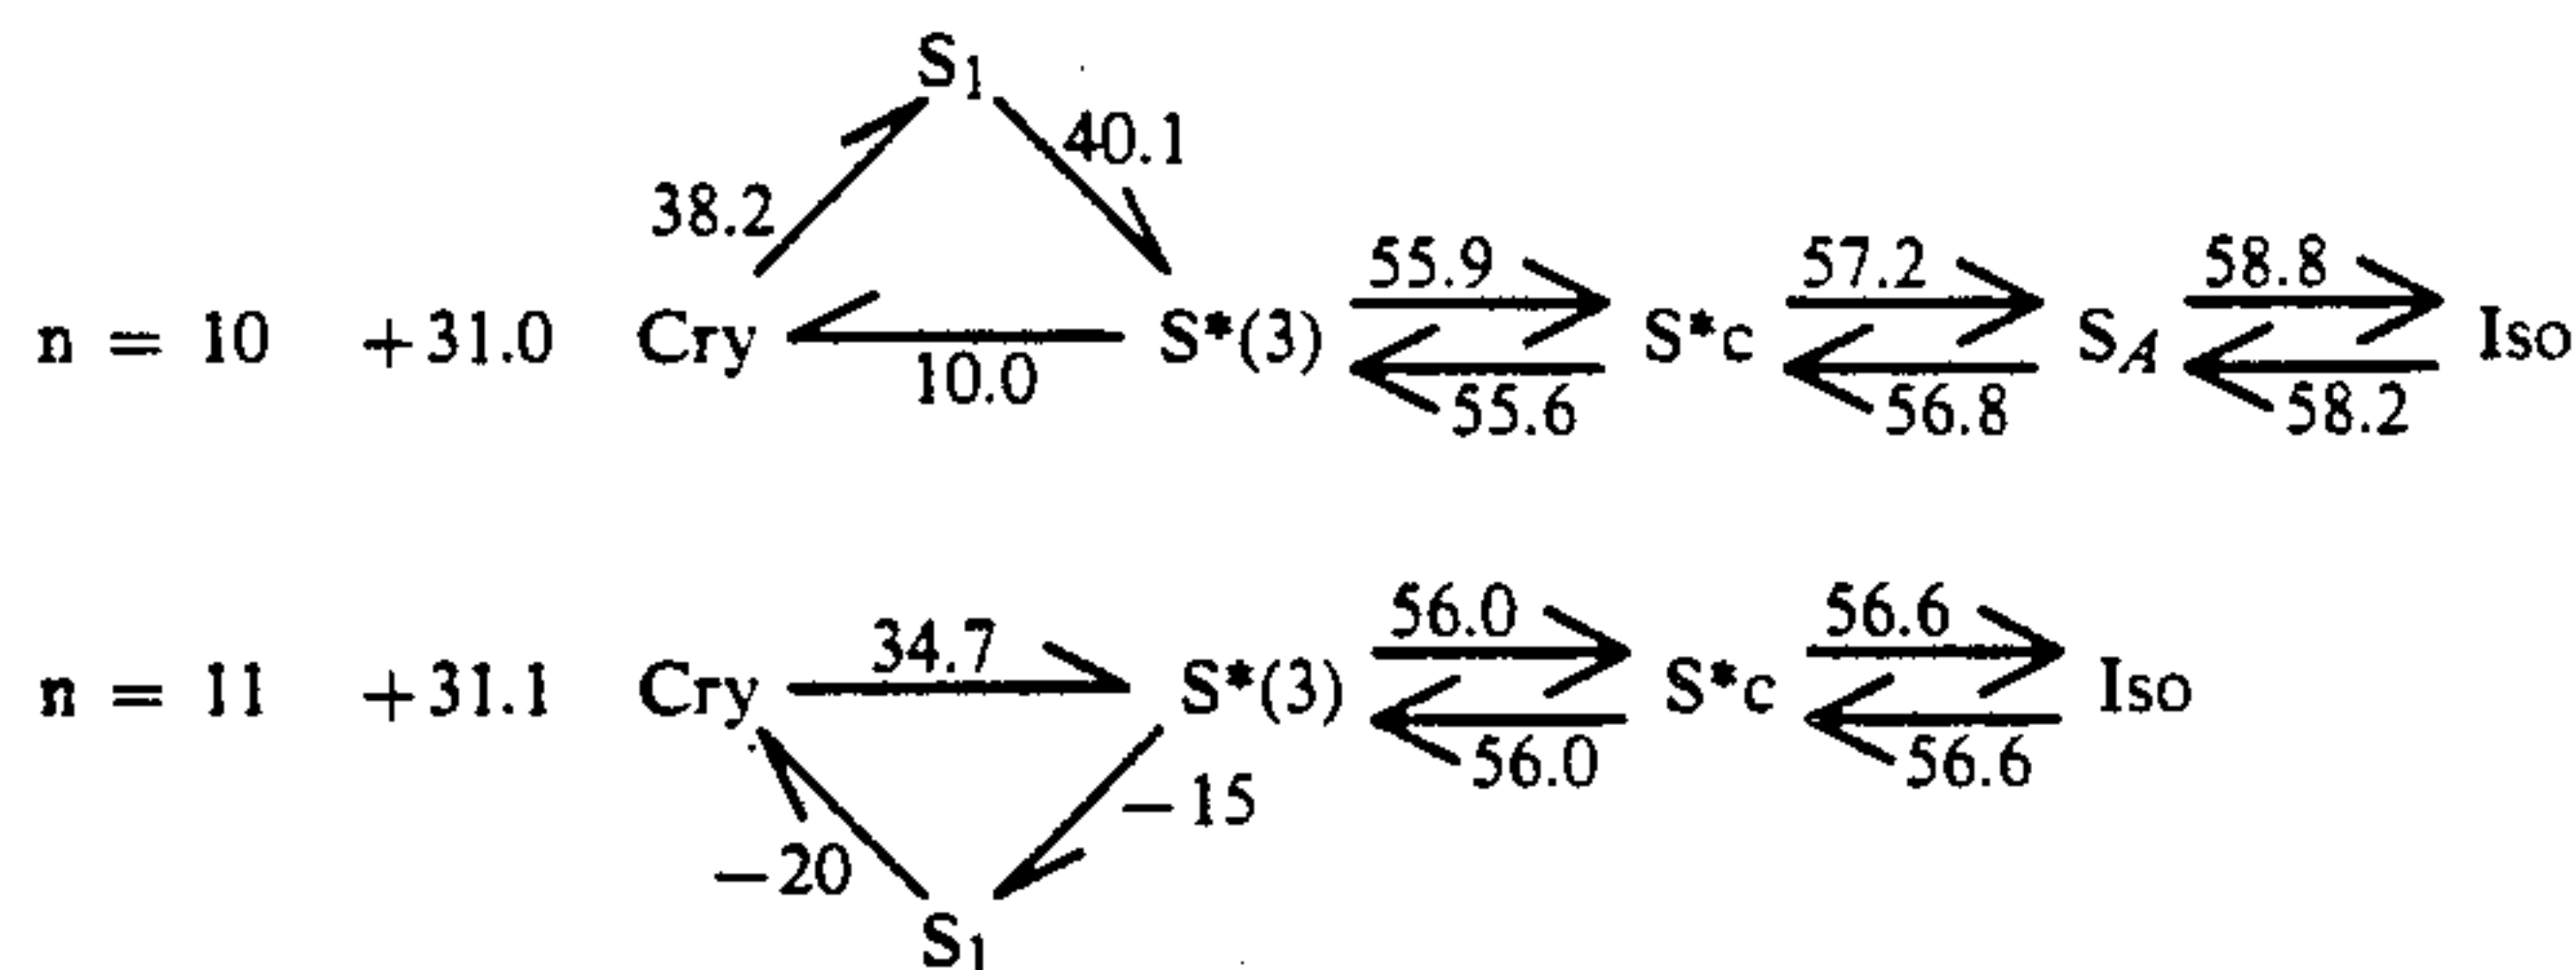 S₁
40.1
38.2
55.9 57.2 58.8
n = 10 +31.0 Cry S*(3) S*c S_A Iso
10.0 55.6 56.8 58.2
56.0 56.6
34.7
n = 11 +31.1 Cry S*(3) S*c Iso
56.0 56.6
−15
−20
S₁